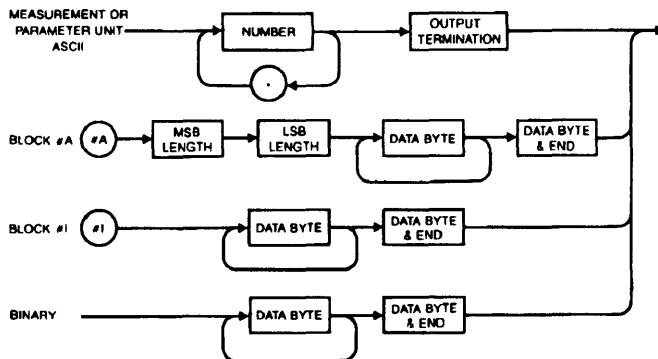 MEASUREMENT OR
PARAMETER UNIT
ASCII
NUMBER
OUTPUT
TERMINATION
BLOCK #A
#A
MSB
LENGTH
LSB
LENGTH
DATA BYTE
DATA BYTE
& END
BLOCK #I
#I
DATA BYTE
DATA BYTE
& END
BINARY
DATA BYTE
DATA BYTE
& END